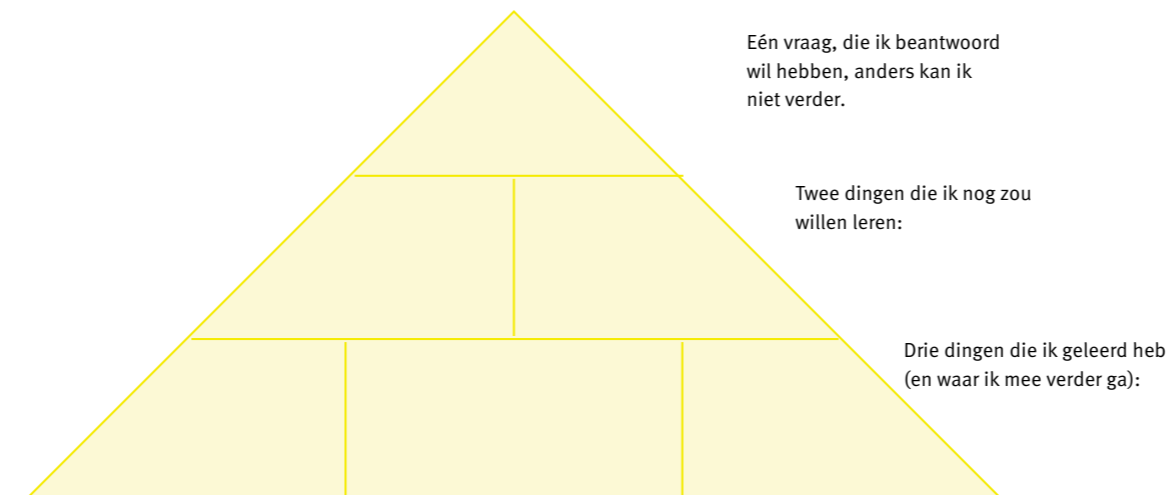 Eén vraag, die ik beantwoord
wil hebben, anders kan ik
niet verder.
Twee dingen die ik nog zou
willen leren:
Drie dingen die ik geleerd heb
(en waar ik mee verder ga):